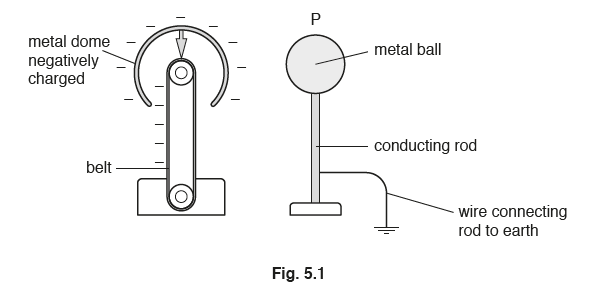 P
metal dome
negatively
charged
metal ball
conducting rod
belt
wire connecting
rod to earth
Fig. 5.1